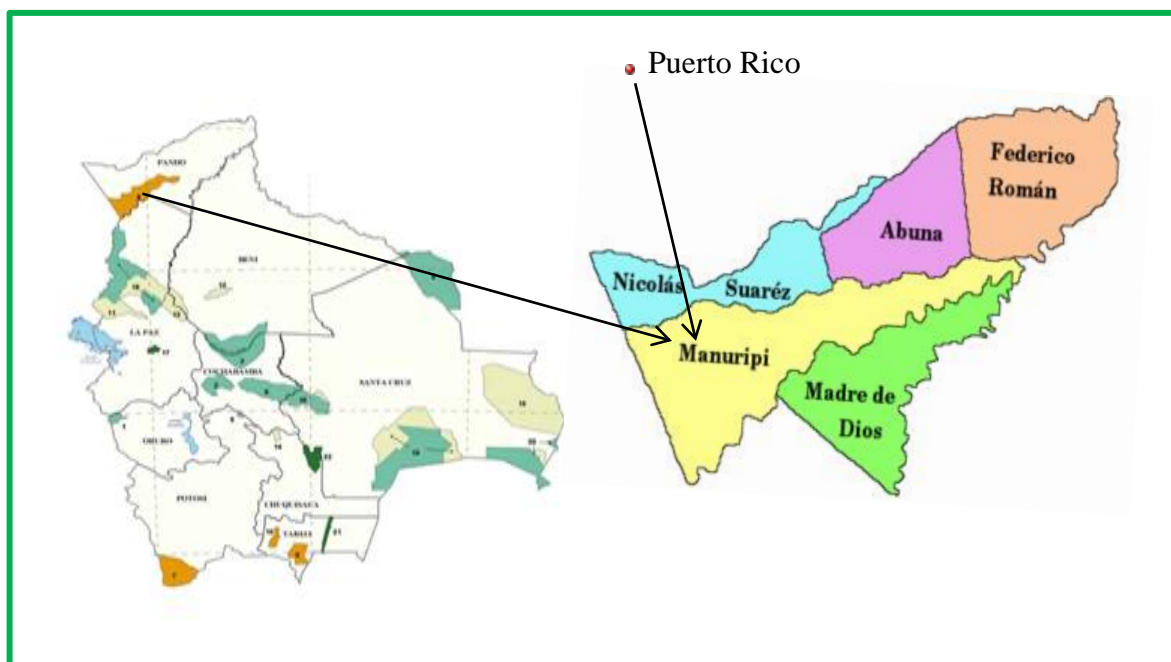 Puerto Rico
PANDO
BENI
LA PAZ
COCHABAMBA
SANTA CRUZ
ORURO
POTOSI
CHUQUISACA
TARIJA
Federico
Román
Abuna
Nicolás
Suaréz
Manuripi
Madre de
Dios